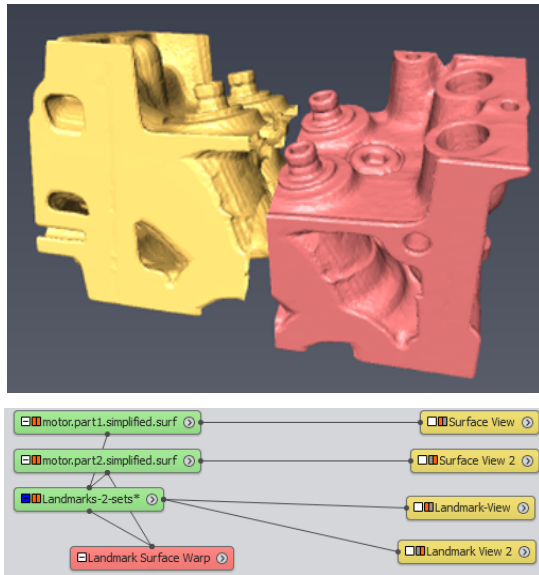 motor.part1.simplified.surf
Surface View
motor.part2.simplified.surf
Surface View 2
Landmarks-2-sets*
Landmark-View
Landmark Surface Warp
Landmark View 2